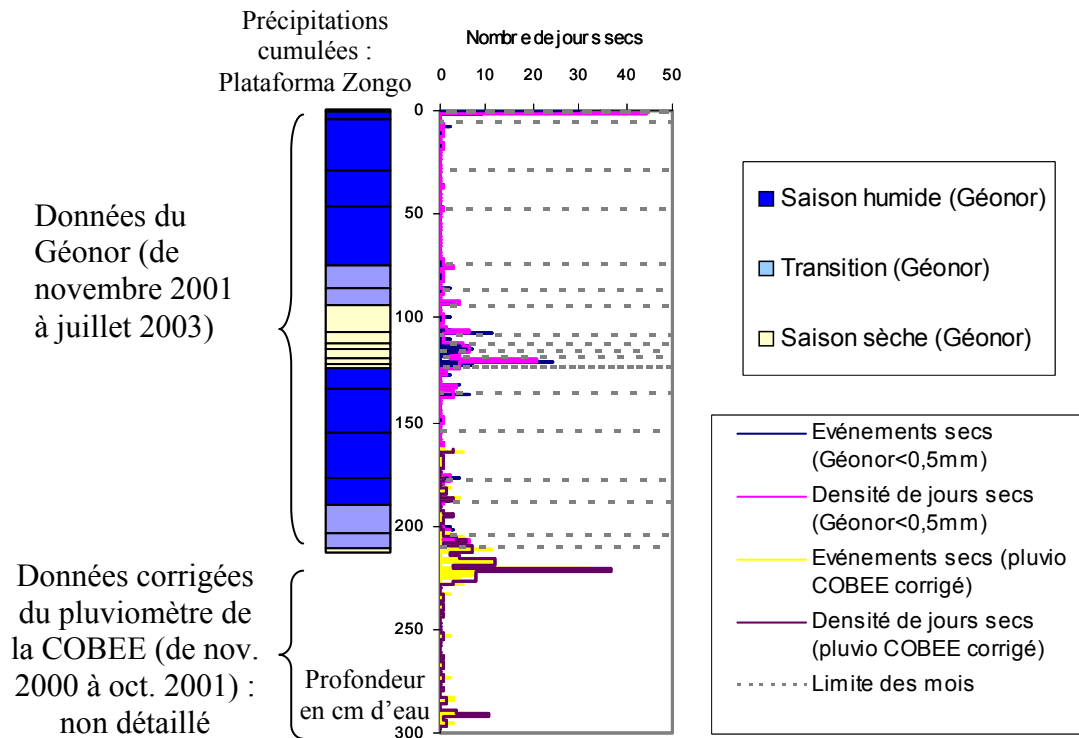 Précipitations
cumulées :
Plataforma Zongo
Nombre de jours secs
0 10 20 30 40 50
0
50
100
150
200
250
300
Données du
Géonor (de
novembre 2001
à juillet 2003)
Données corrigées
du pluviomètre de
la COBEE (de nov.
2000 à oct. 2001) :
non détaillé
Profondeur
en cm d’eau
Saison humide (Géonor)
Transition (Géonor)
Saison sèche (Géonor)
Evénements secs
(Géonor<0,5mm)
Densité de jours secs
(Géonor<0,5mm)
Evénements secs (pluvio
COBEE corrigé)
Densité de jours secs
(pluvio COBEE corrigé)
Limite des mois